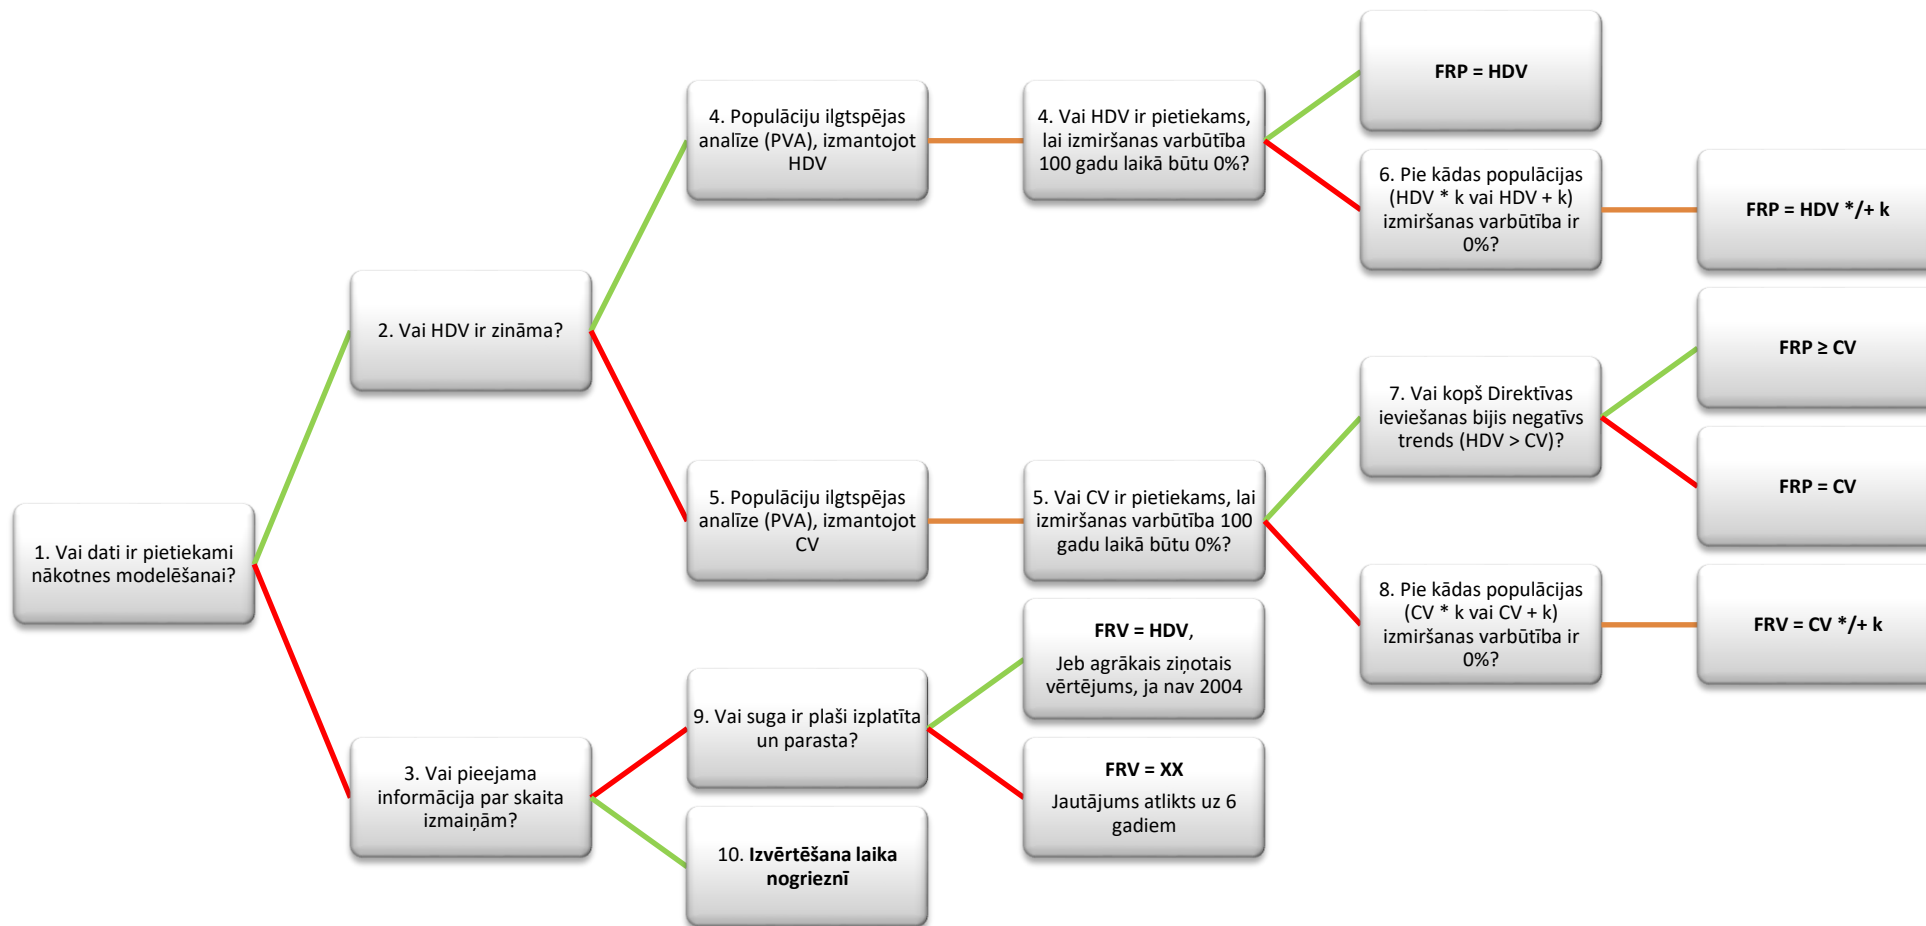 1. Vai dati ir pietiekami
nākotnes modelēšanai?
2. Vai HDV ir zināma?
3. Vai pieejama
informācija par skaita
izmaiņām?
4. Populāciju ilgtspējas
analīze (PVA), izmantojot
HDV
5. Populāciju ilgtspējas
analīze (PVA), izmantojot
CV
9. Vai suga ir plaši izplatīta
un parasta?
10. Izvērtēšana laika
nogrieznī
4. Vai HDV ir pietiekams,
lai izmiršanas varbūtība
100 gadu laikā būtu 0%?
5. Vai CV ir pietiekams, lai
izmiršanas varbūtība 100
gadu laikā būtu 0%?
FRV = HDV,
Jeb agrākais ziņotais
vērtējums, ja nav 2004
FRV = XX
Jautājums atlikts uz 6
gadiem
FRP = HDV
6. Pie kādas populācijas
(HDV * k vai HDV + k)
izmiršanas varbūtība ir
0%?
7. Vai kopš Direktīvas
ieviešanas bijis negatīvs
trends (HDV > CV)?
8. Pie kādas populācijas
(CV * k vai CV + k)
izmiršanas varbūtība ir
0%?
FRP = HDV */+ k
FRP ≥ CV
FRP = CV
FRV = CV */+ k